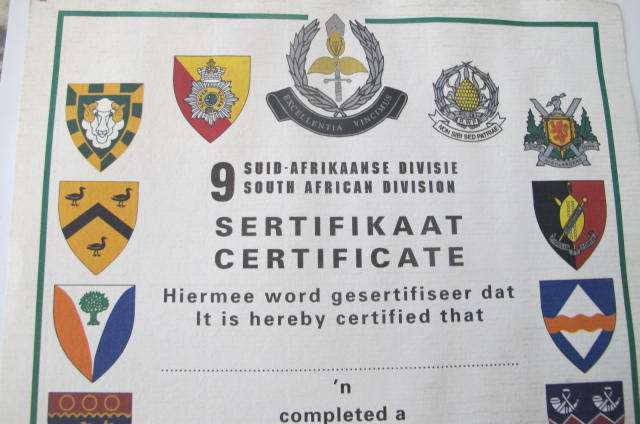 EXCELLENTIA VINCIMUS
NON SIBI SED PATRIAE
9 SUID-AFRIKAANSE DIVISIE
SOUTH AFRICAN DIVISION
SERTIFIKAAT
CERTIFICATE
Hiermee word gesertifiseer dat
It is hereby certified that
'n
completed a